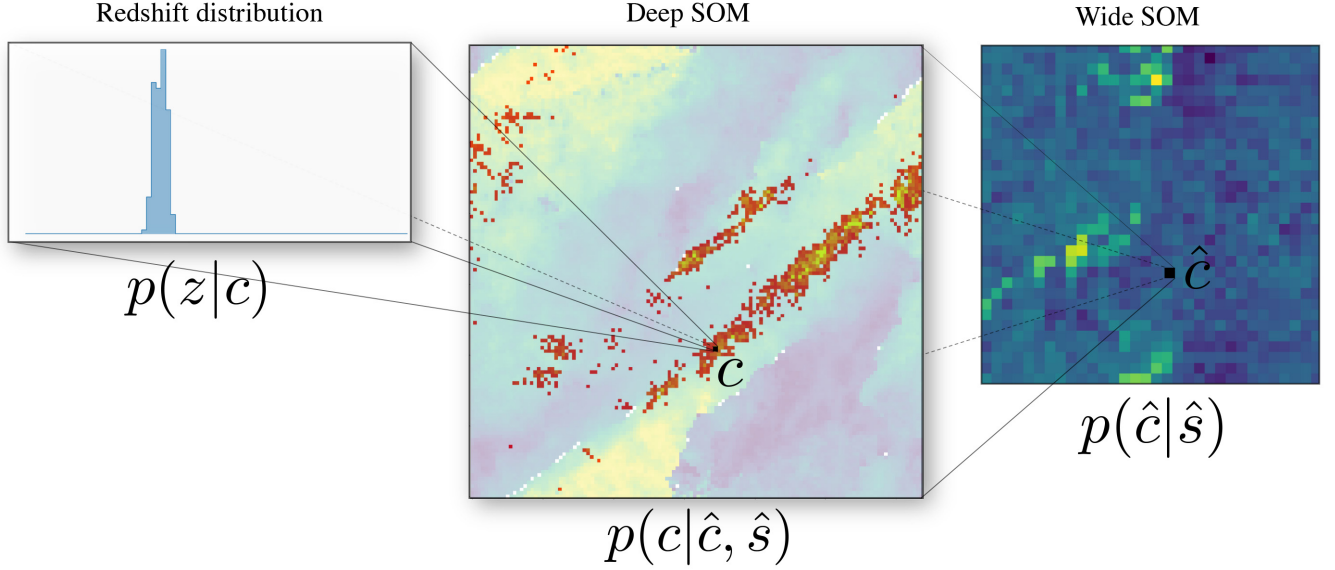 Redshift distribution
Deep SOM
Wide SOM
ĉ
p(z|c)
c
p(ĉ|ŝ)
p(c|ĉ, ŝ)